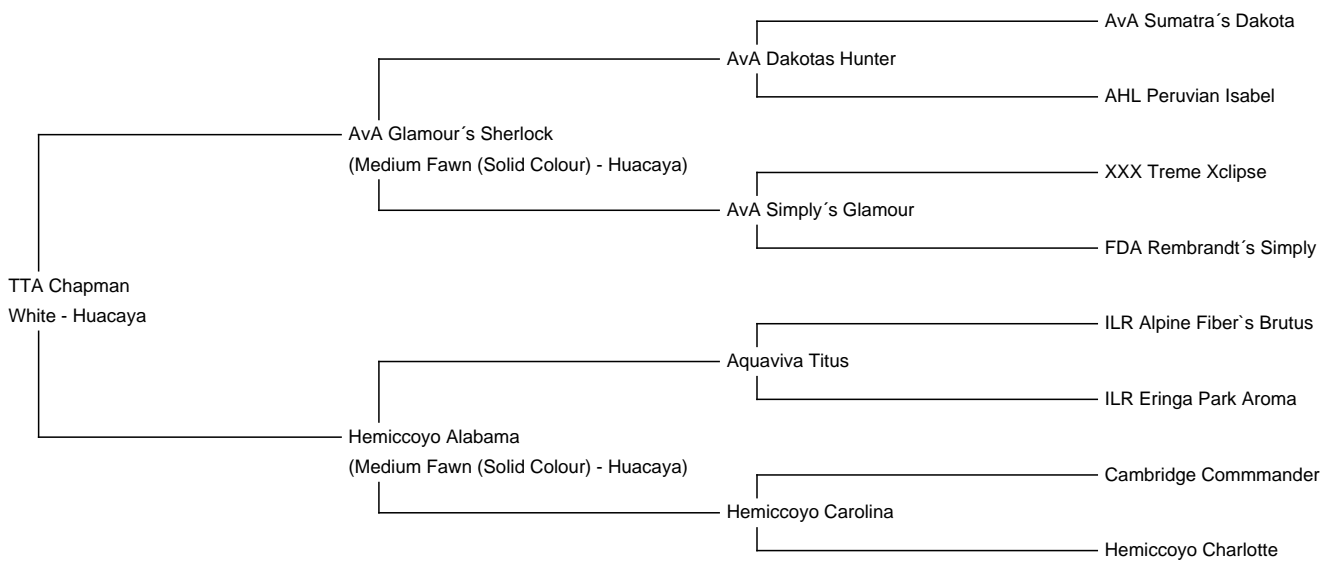 AvA Sumatra´s Dakota
AvA Dakotas Hunter
AHL Peruvian Isabel
AvA Glamour´s Sherlock
(Medium Fawn (Solid Colour) - Huacaya)
XXX Treme Xclipse
AvA Simply´s Glamour
FDA Rembrandt´s Simply
TTA Chapman
White - Huacaya
ILR Alpine Fiber`s Brutus
Aquaviva Titus
ILR Eringa Park Aroma
Hemiccoyo Alabama
(Medium Fawn (Solid Colour) - Huacaya)
Cambridge Commmander
Hemiccoyo Carolina
Hemiccoyo Charlotte